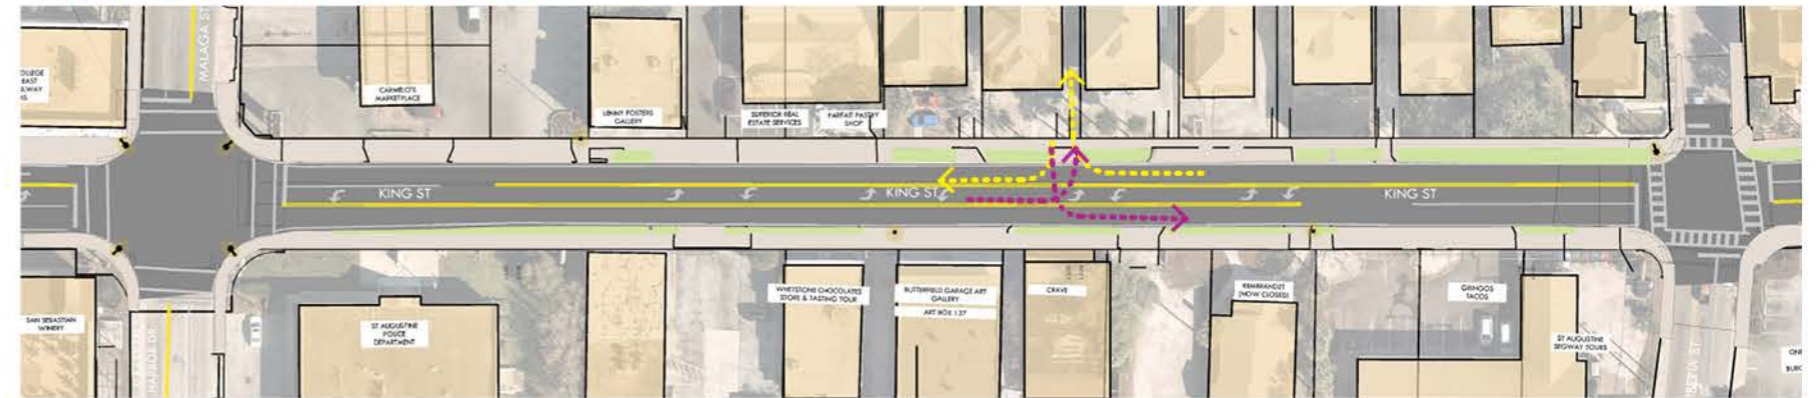 MALAGA ST
EAST
CARMELO'S
MARKETPLACE
LENNY FOSTERS
GALLERY
SUPERIOR REAL
ESTATE SERVICES
PARFAIT PASTRY
SHOP
KING ST
KING ST
KING ST
SAN SEBASTIAN
WINERY
ST AUGUSTINE
POLICE
DEPARTMENT
WHETSTONE CHOCOLATES
STORE & TASTING TOUR
BUTTERFIELD GARAGE ART
GALLERY
ART BOX 137
CRAVE
REMBRANDTZ
(NOW CLOSED)
GRINGOS
TACOS
ST AUGUSTINE
SEGWAY TOURS